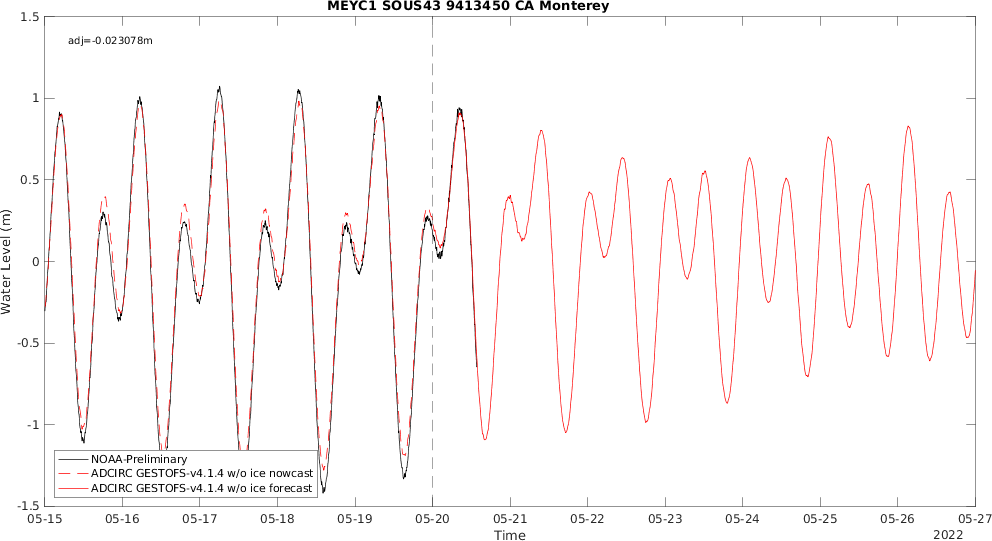 MEYC1 SOUS43 9413450 CA Monterey
adj=-0.023078m
1.5
1
0.5
0
-0.5
-1
-1.5
Water Level (m)
NOAA-Preliminary
ADCIRC GESTOFS-v4.1.4 w/o ice nowcast
ADCIRC GESTOFS-v4.1.4 w/o ice forecast
05-15 05-16 05-17 05-18 05-19 05-20 05-21 05-22 05-23 05-24 05-25 05-26 05-27
Time
2022